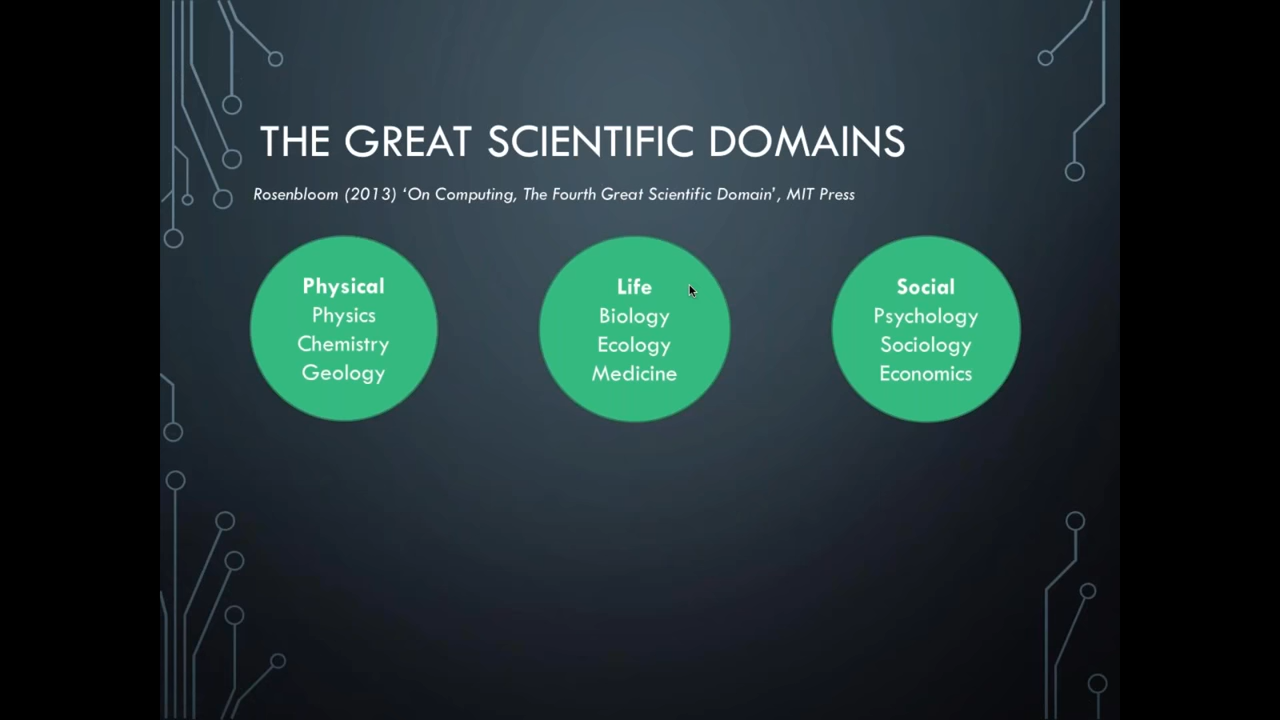 THE GREAT SCIENTIFIC DOMAINS
Rosenbloom (2013) ‘On Computing, The Fourth Great Scientific Domain’, MIT Press
Physical
Physics
Chemistry
Geology
Life
Biology
Ecology
Medicine
Social
Psychology
Sociology
Economics